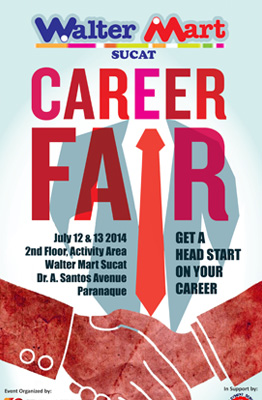 Walter Mart
SUCAT
CAREER
FAIR
July 12 & 13 2014
2nd Floor, Activity Area
Walter Mart Sucat
Dr. A. Santos Avenue
Paranaque
GET A
HEAD START
ON YOUR
CAREER
Event Organized by:
In Support by: